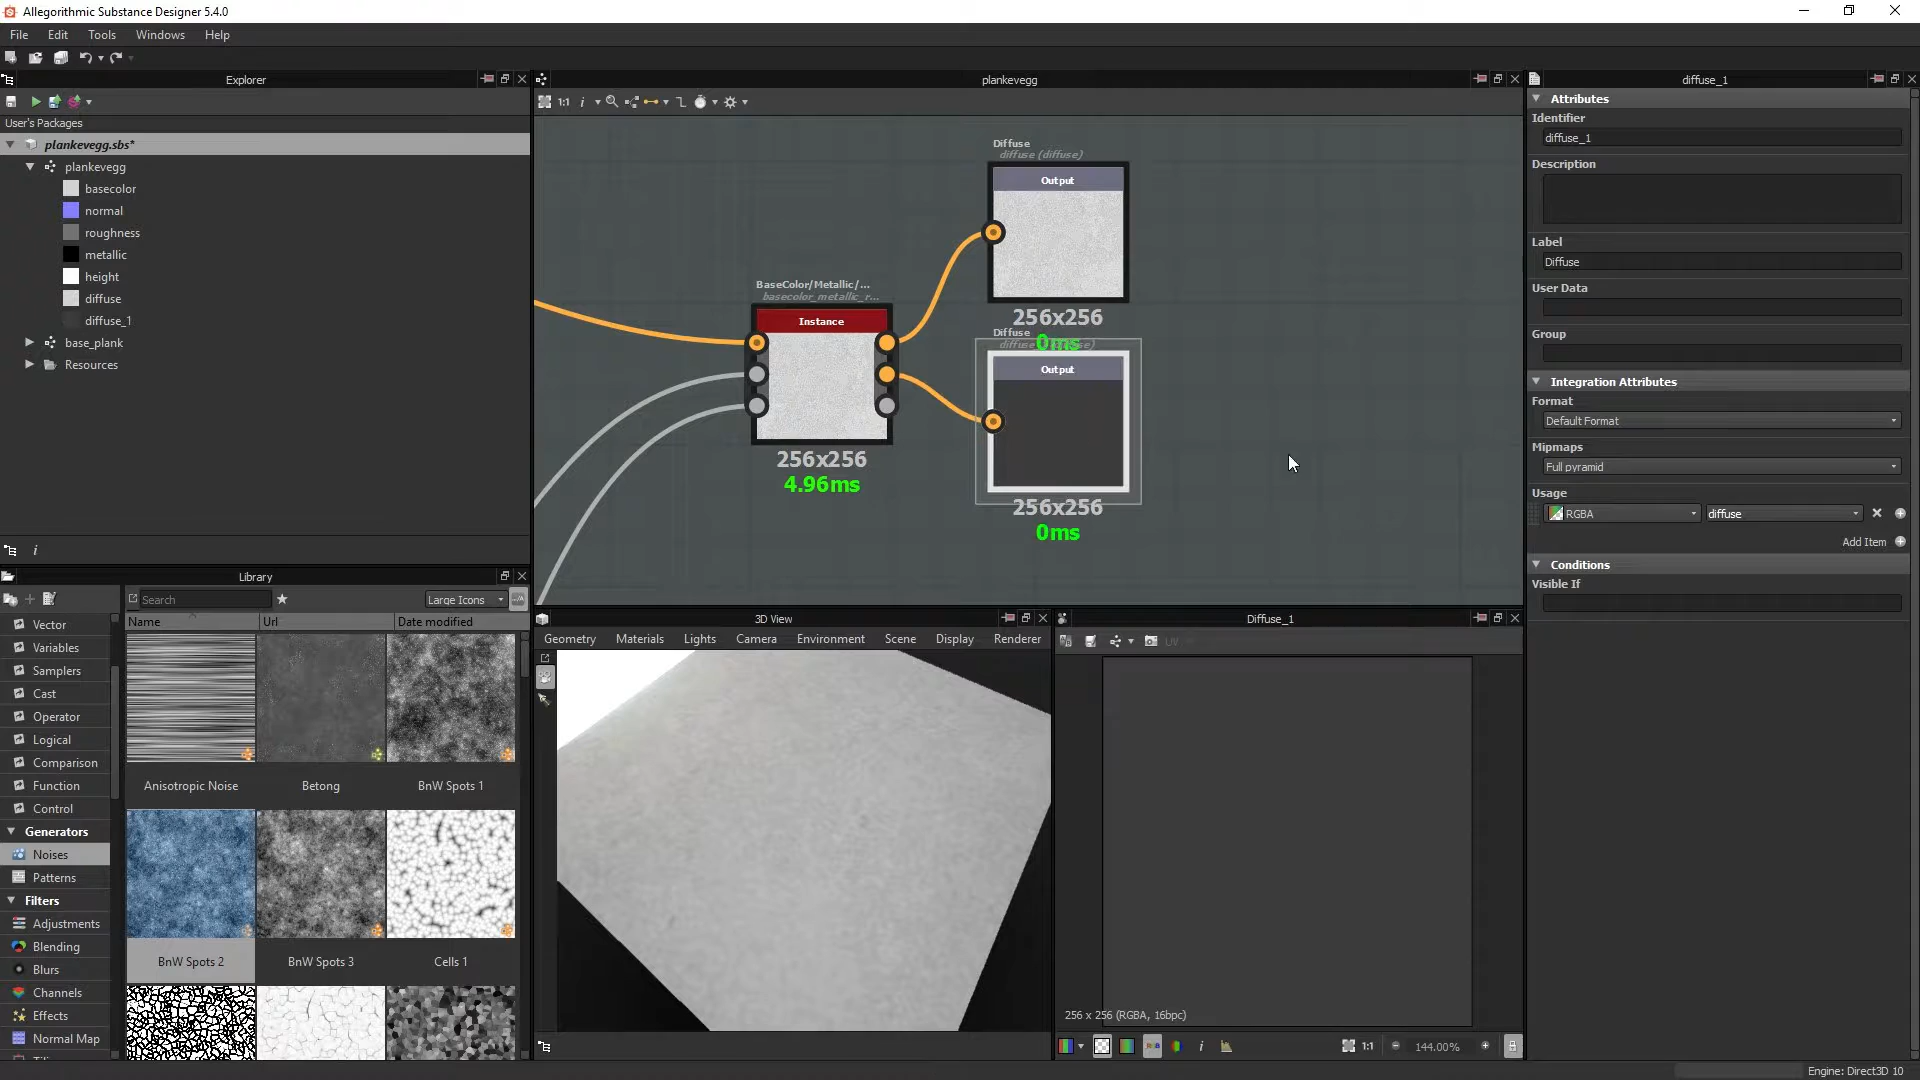 Allegorithmic Substance Designer 5.4.0
File
Edit
Tools
Windows
Help
Explorer
User's Packages
plankevegg.sbs*
plankevegg
basecolor
normal
roughness
metallic
height
diffuse
diffuse_1
base_plank
Resources
Library
Search
Large Icons
Name
Url
Date modified
Vector
Variables
Samplers
Cast
Operator
Logical
Comparison
Function
Control
Generators
Noises
Patterns
Filters
Adjustments
Blending
Blurs
Channels
Effects
Normal Map
Anisotropic Noise
Betong
BnW Spots 1
BnW Spots 2
BnW Spots 3
Cells 1
plankevegg
1:1
BaseColor/Metallic/...
basecolor_metallic_r...
Instance
256x256
4.96ms
Diffuse
diffuse (diffuse)
Output
256x256
0ms
Diffuse
Output
256x256
0ms
3D View
Geometry
Materials
Lights
Camera
Environment
Scene
Display
Renderer
Diffuse_1
UV
256 x 256 (RGBA, 16bpc)
1:1
144.00%
diffuse_1
Attributes
Identifier
diffuse_1
Description
Label
Diffuse
User Data
Group
Integration Attributes
Format
Default Format
Mipmaps
Full pyramid
Usage
RGBA
diffuse
Add Item
Conditions
Visible If
Engine: Direct3D 10